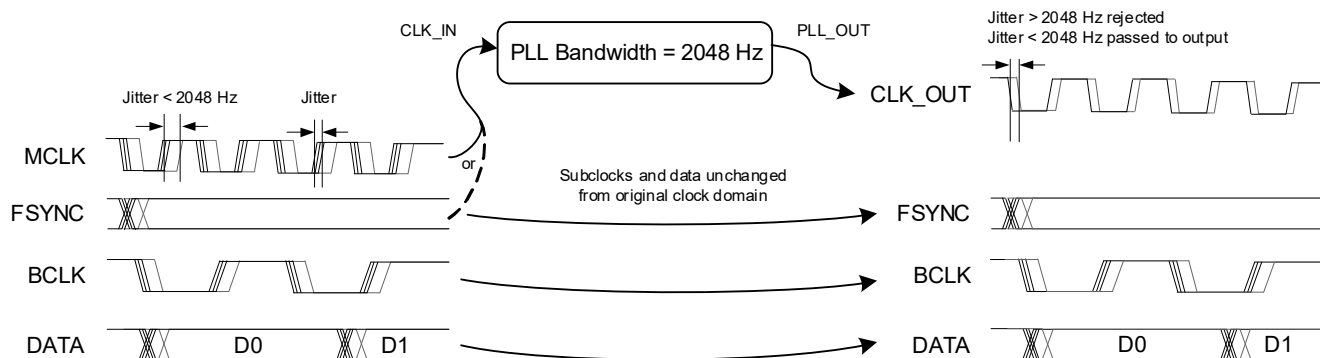 CLK_IN
PLL Bandwidth = 2048 Hz
PLL_OUT
Jitter > 2048 Hz rejected
Jitter < 2048 Hz passed to output
CLK_OUT
Jitter < 2048 Hz
Jitter
MCLK
or
Subclocks and data unchanged
from original clock domain
FSYNC
FSYNC
BCLK
BCLK
DATA
D0
D1
DATA
D0
D1